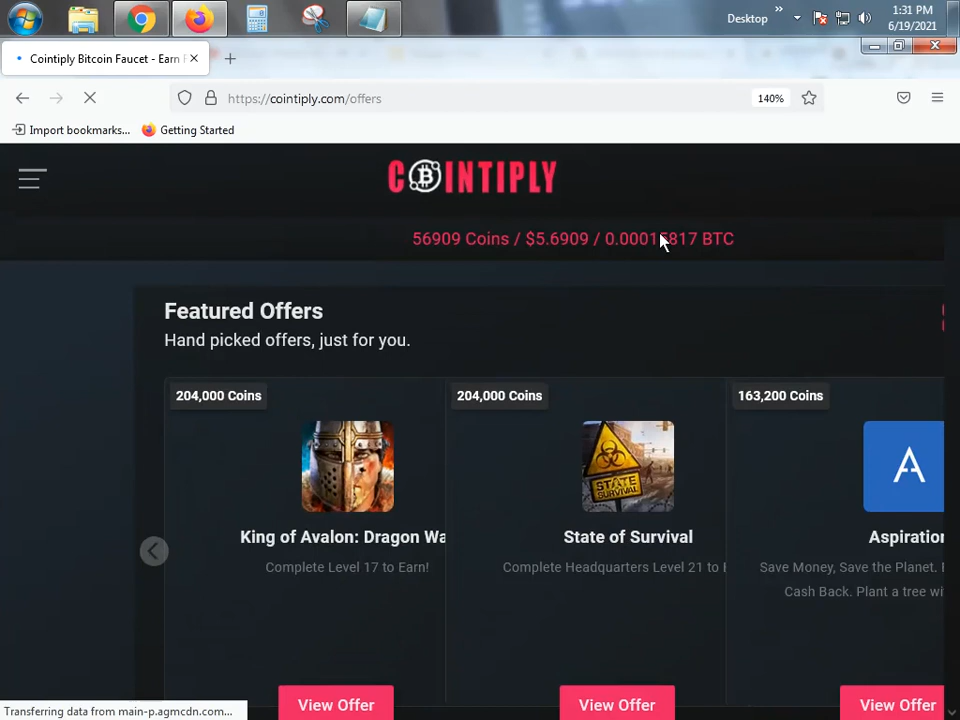 Desktop
»
1:31 PM
6/19/2021
Cointiply Bitcoin Faucet - Earn F
https://cointiply.com/offers
140%
Import bookmarks...
Getting Started
COINTIPLY
56909 Coins / $5.6909 / 0.00015817 BTC
Featured Offers
Hand picked offers, just for you.
204,000 Coins
204,000 Coins
163,200 Coins
STATE
SURVIVAL
A
King of Avalon: Dragon Wa
State of Survival
Aspiration
Complete Level 17 to Earn!
Complete Headquarters Level 21 to
Save Money, Save the Planet.
Cash Back. Plant a tree wi
View Offer
View Offer
View Offer
Transferring data from main-p.agmcdn.com...